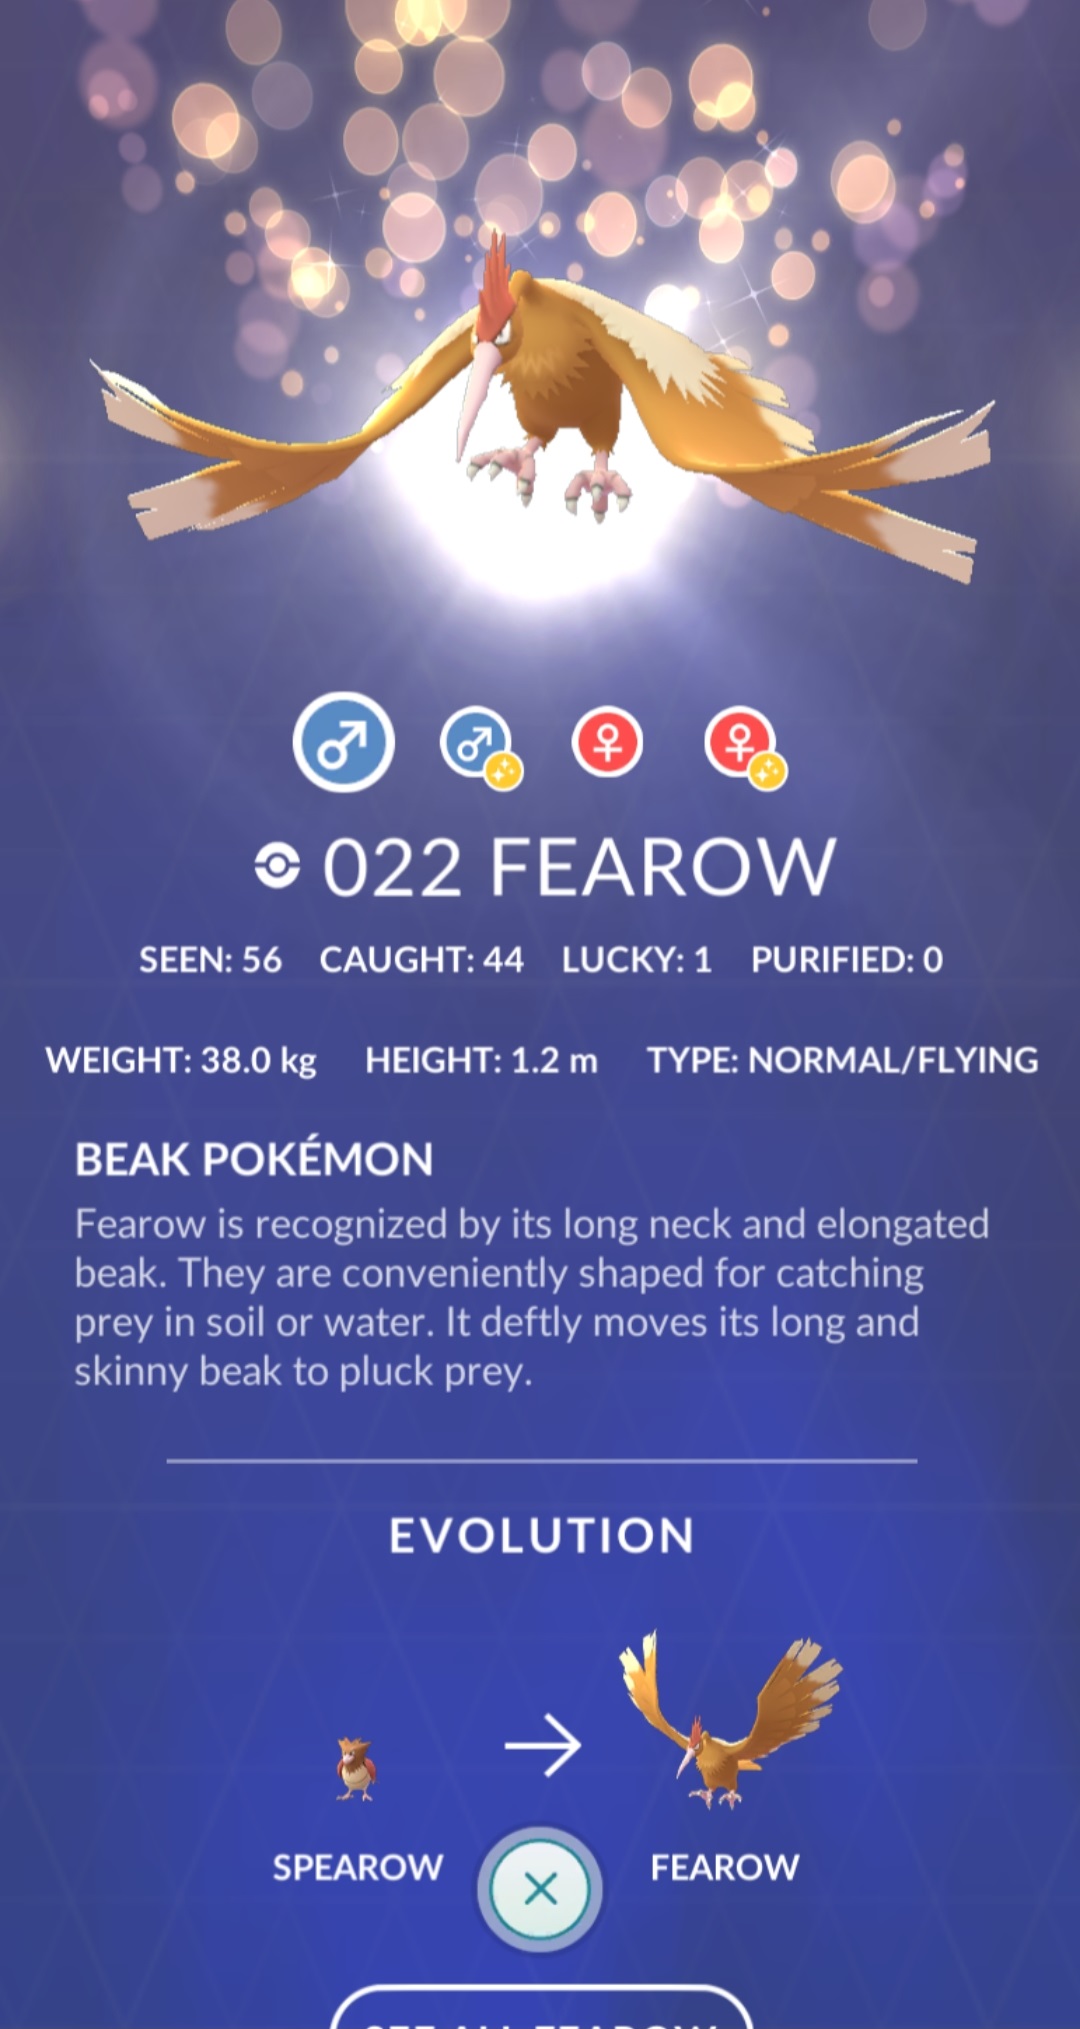 022 FEAROW
SEEN: 56 CAUGHT: 44 LUCKY: 1 PURIFIED: 0
WEIGHT: 38.0 kg HEIGHT: 1.2 m TYPE: NORMAL/FLYING
BEAK POKÉMON
Fearow is recognized by its long neck and elongated
beak. They are conveniently shaped for catching
prey in soil or water. It deftly moves its long and
skinny beak to pluck prey.
EVOLUTION
SPEAROW FEAROW
SEE ALL FEAROW